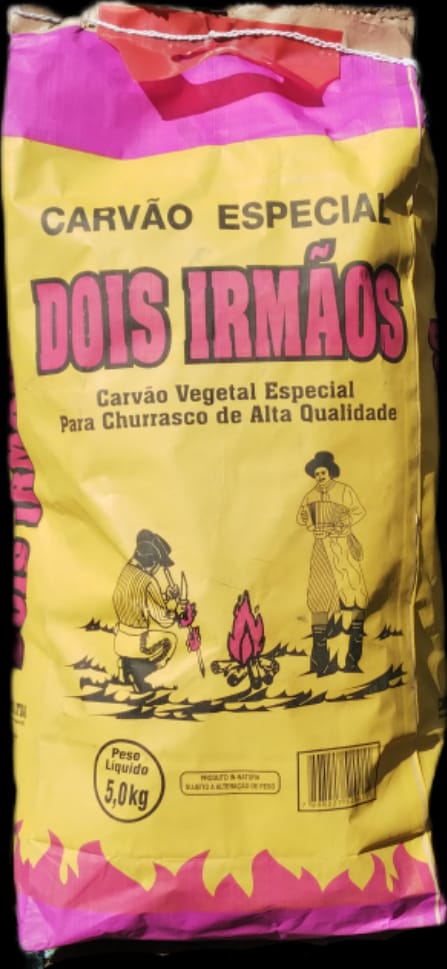 CARVÃO ESPECIAL
DOIS IRMÃOS
Carvão Vegetal Especial
Para Churrasco de Alta Qualidade
Peso
Líquido
5,0kg
PRODUTO IN-NATURA
SUJEITO A ALTERAÇÃO DE PESO
DOIS IRMÃOS